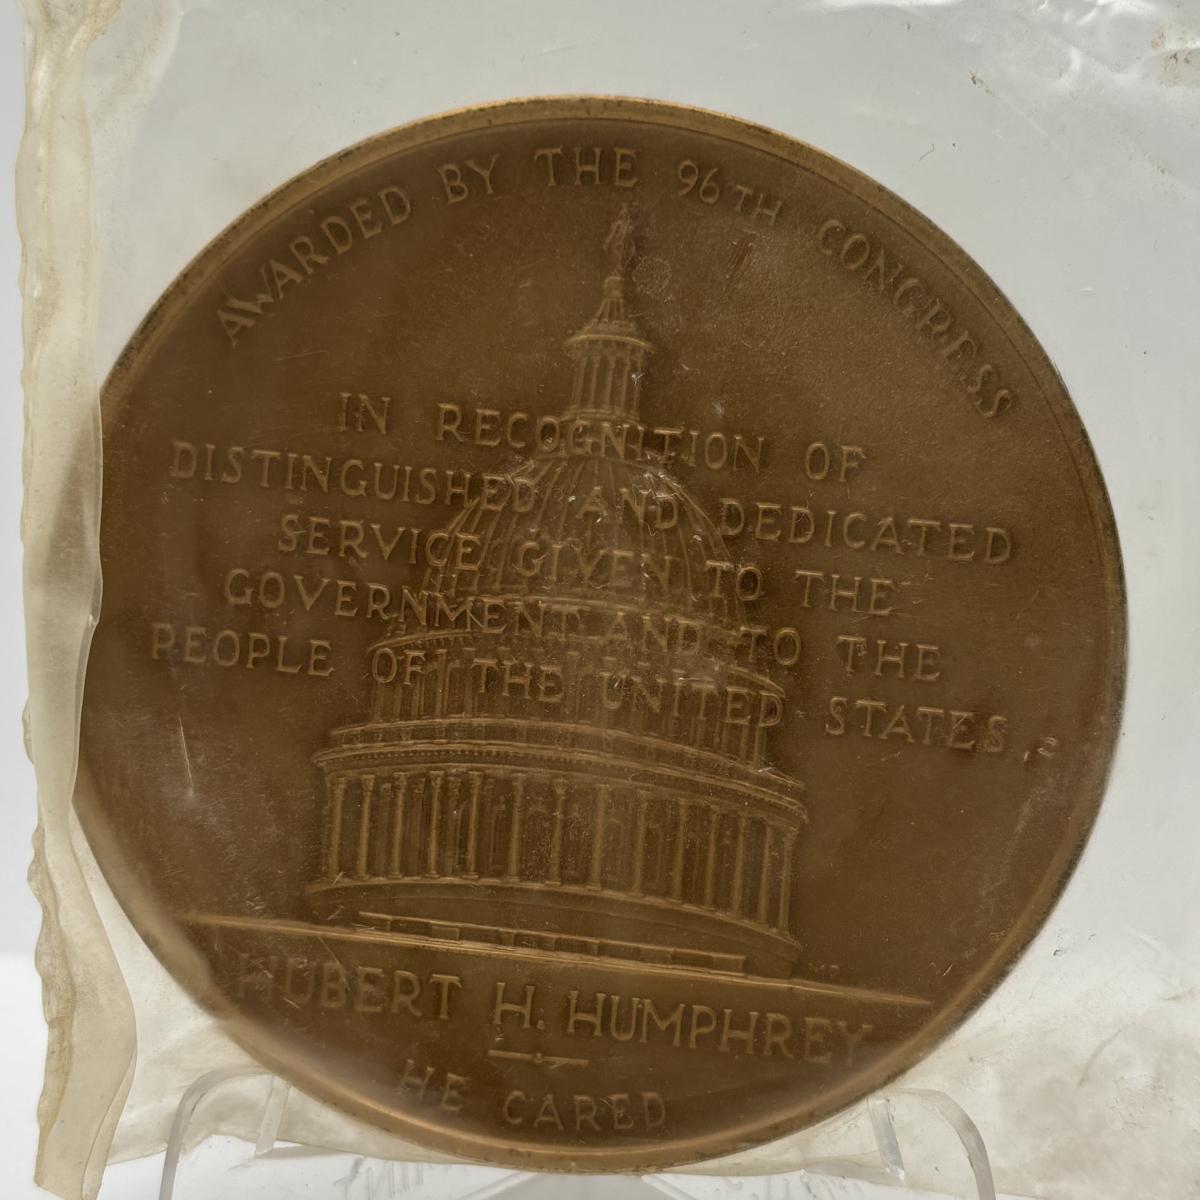 AWARDED BY THE 96TH CONGRESS
IN RECOGNITION OF
DISTINGUISHED AND DEDICATED
SERVICE GIVEN TO THE
GOVERNMENT AND TO THE
PEOPLE OF THE UNITED STATES
HUBERT H. HUMPHREY
HE CARED